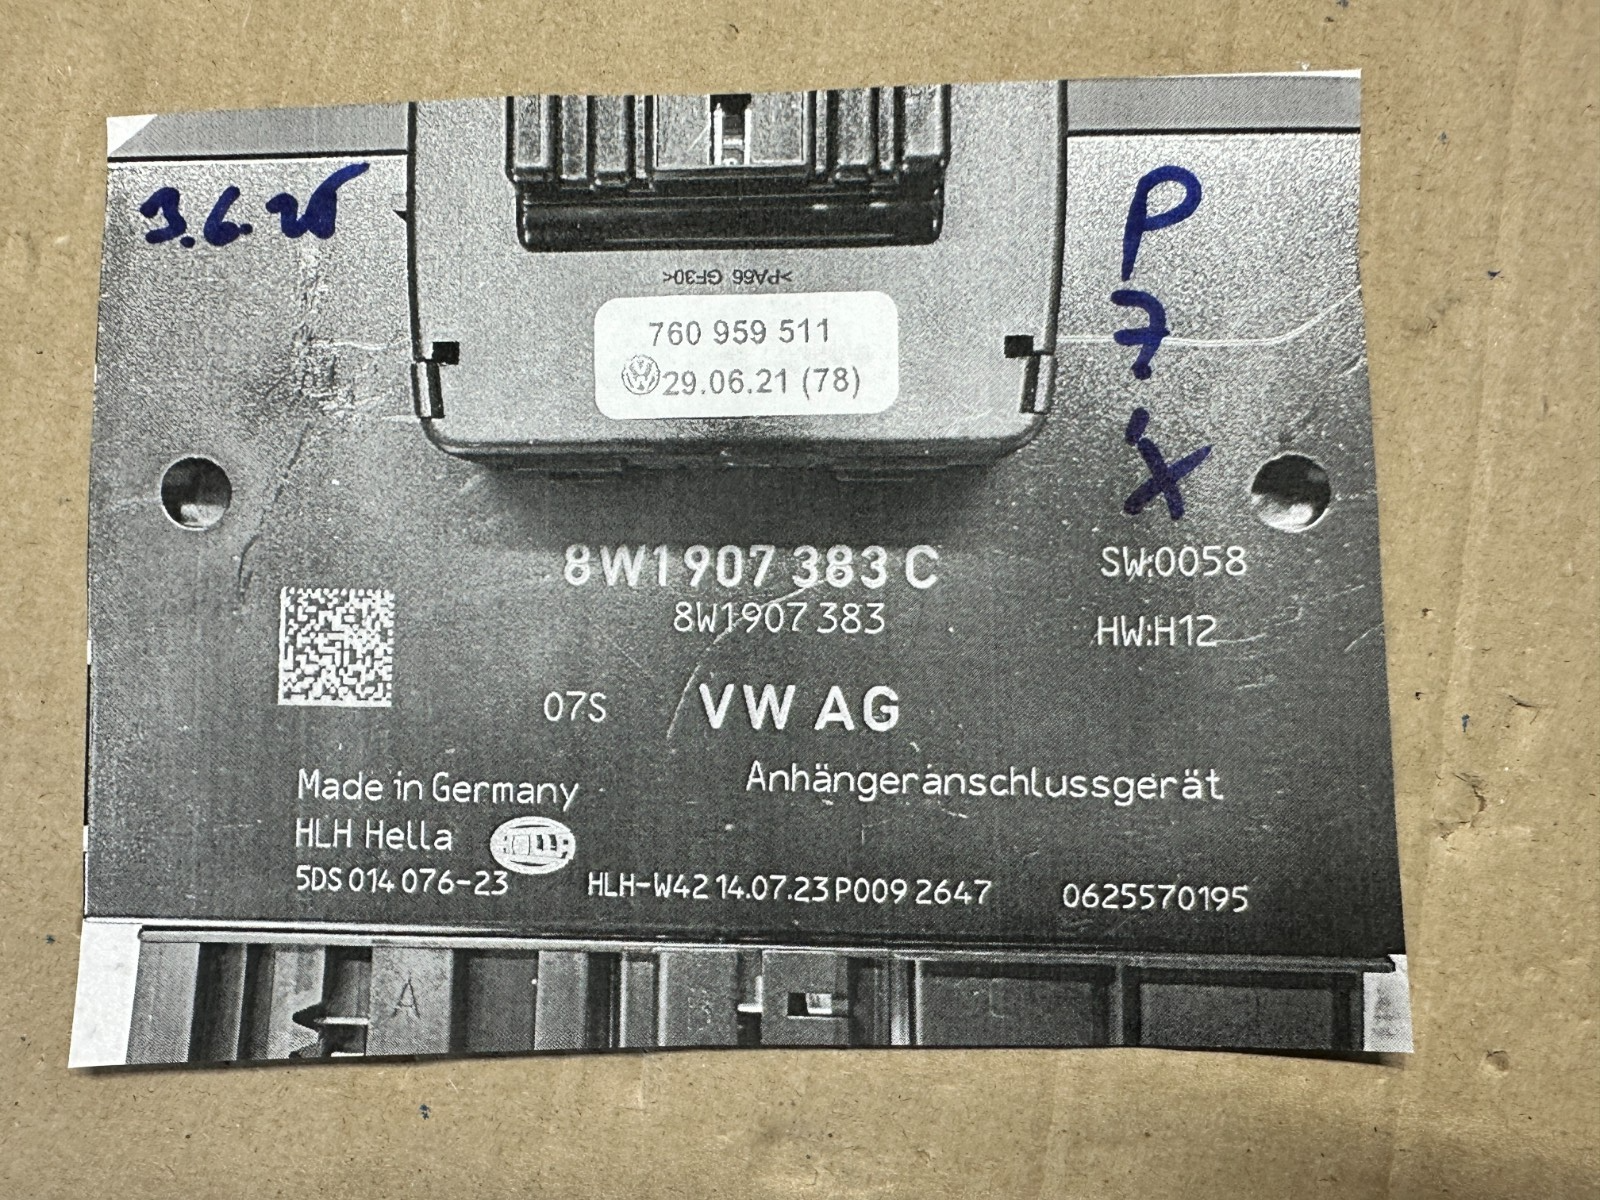 3.6.26
P
7
X
>PA66 GF30<
760 959 511
29.06.21 (78)
8W1 907 383 C
8W1 907 383
SW:0058
HW:H12
07S
VW AG
Made in Germany
Anhängeranschlussgerät
HLH Hella
HELLA
5DS 014 076-23
HLH-W42 14.07.23 P009 2647
0625570195
A